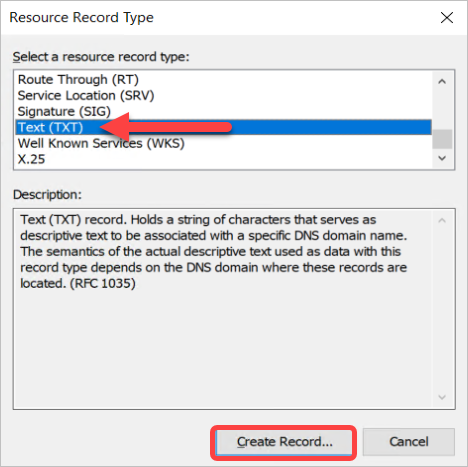 Resource Record Type
Select a resource record type:
Route Through (RT)
Service Location (SRV)
Signature (SIG)
Text (TXT)
Well Known Services (WKS)
X.25
Description:
Text (TXT) record. Holds a string of characters that serves as
descriptive text to be associated with a specific DNS domain name.
The semantics of the actual descriptive text used as data with this
record type depends on the DNS domain where these records are
located. (RFC 1035)
Create Record... Cancel